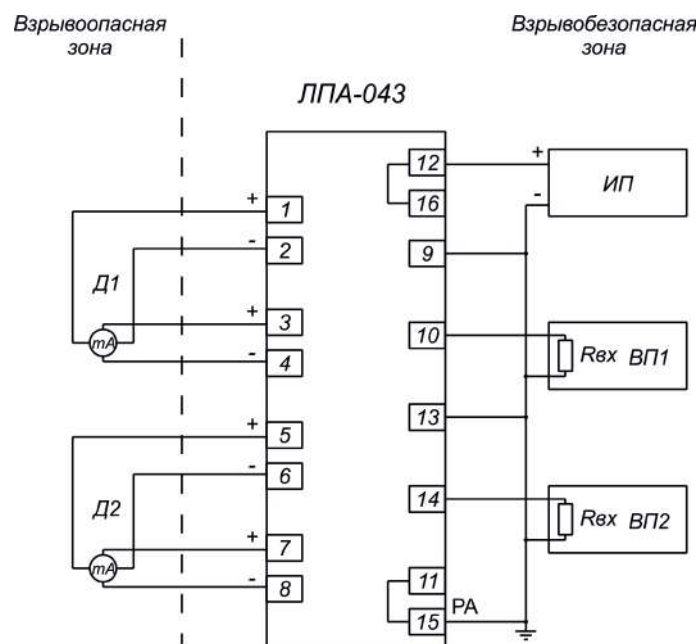 Взрывоопасная
зона
Взрывобезопасная
зона
ЛПА-043
12
+
ИП
16
-
+
1
-
2
9
Д1
+
3
mA
-
4
10
Rвх ВП1
+
5
13
-
6
Д2
14
Rвх ВП2
+
7
mA
-
8
11
PA
15